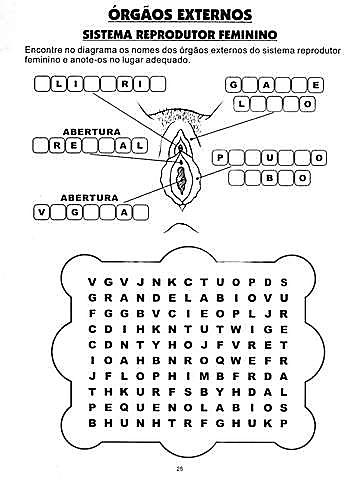 ÓRGÃOS EXTERNOS
SISTEMA REPRODUTOR FEMININO
Encontre no diagrama os nomes dos órgãos externos do sistema reprodutor
feminino e anote-os no lugar adequado.
L I R I
G A E
L O
ABERTURA
R E A L
P U O
B O
ABERTURA
V G A
V G V J N K C T U O P D S
G R A N D E L A B I O V U
F G G B V C I E O P L J R
C D I H K N T U T W I G E
C D N T Y H O J F V R E T
I O A H B N R O Q W E F R
J F L O P H I M B F R D A
T H K U R F S B Y H D A L
P E Q U E N O L A B I O S
B H U N H T R F G H U K P